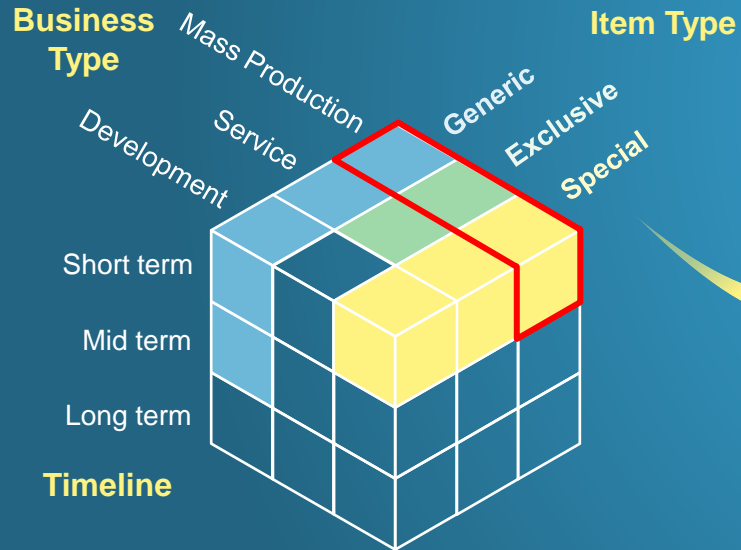 Business
Type
Item Type
Mass Production
Service
Development
Generic
Exclusive
Special
Short term
Mid term
Long term
Timeline